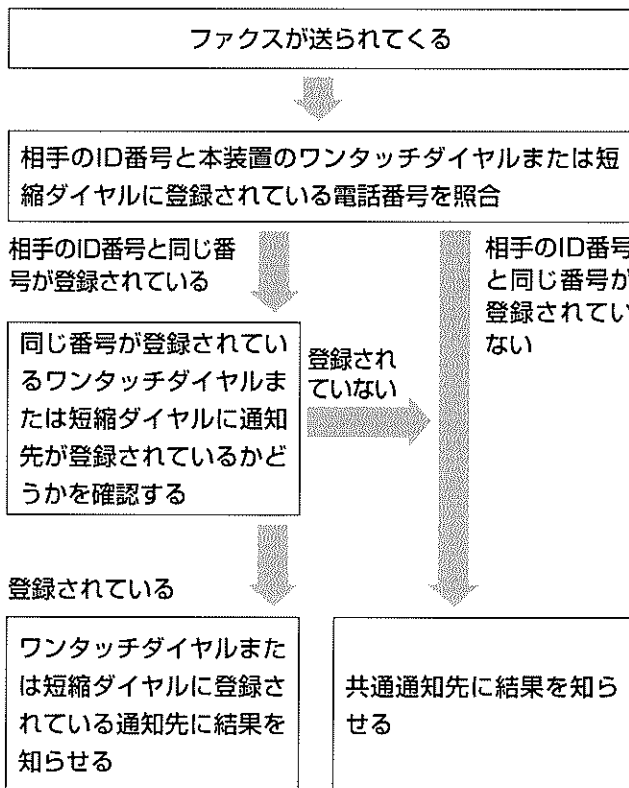 ファクスが送られてくる
相手のID番号と本装置のワンタッチダイヤルまたは短
縮ダイヤルに登録されている電話番号を照合
相手のID番号と同じ番
号が登録されている
相手のID番号
と同じ番号が
登録されてい
ない
同じ番号が登録されてい
るワンタッチダイヤルま
たは短縮ダイヤルに通知
先が登録されているかど
うかを確認する
登録され
ていない
登録されている
ワンタッチダイヤルまた
は短縮ダイヤルに登録さ
れている通知先に結果を
知らせる
共通通知先に結果を知ら
せる